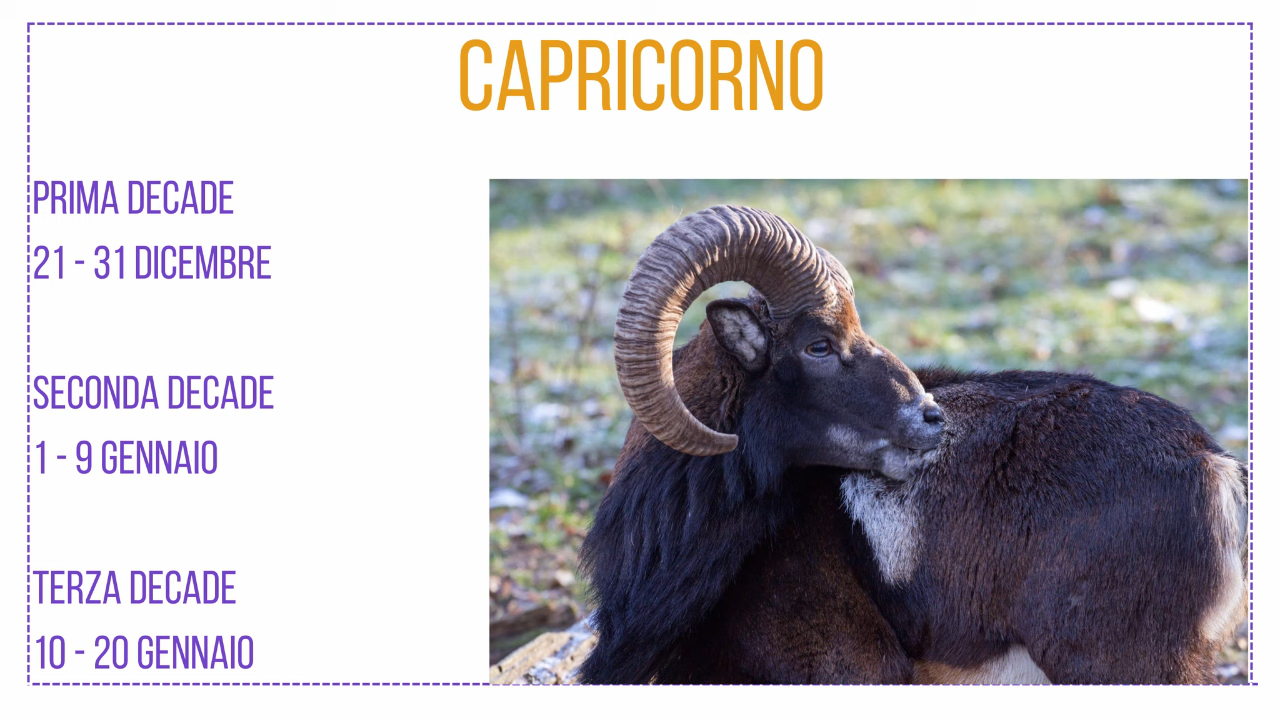 CAPRICORNO
PRIMA DECADE
21 - 31 DICEMBRE
SECONDA DECADE
1 - 9 GENNAIO
TERZA DECADE
10 - 20 GENNAIO